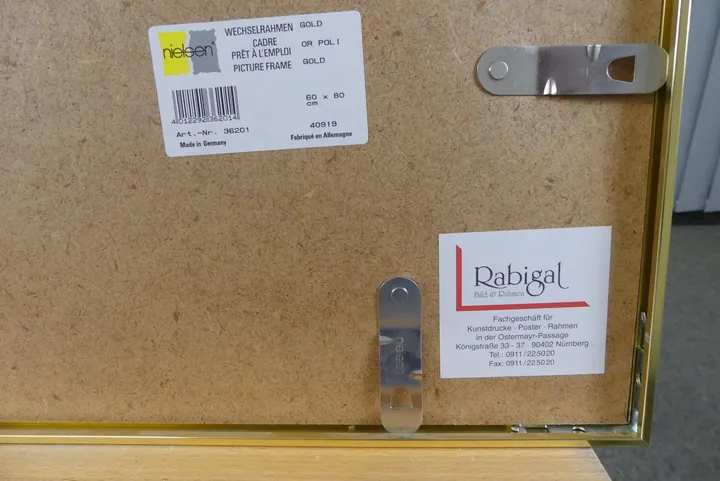 nielsen
WECHSELRAHMEN GOLD
CADRE
PRÊT À L'EMPLOI OR POLI
PICTURE FRAME GOLD
60 x 80
cm
4012292362014
Art.-Nr. 36201
40919
Made in Germany
Fabriqué en Allemagne
Rabigal
Bild & Rahmen
Fachgeschäft für
Kunstdrucke · Poster · Rahmen
in der Ostermayr-Passage
Königstraße 33 - 37 · 90402 Nürnberg
Tel.: 0911/225020
Fax: 0911/225020